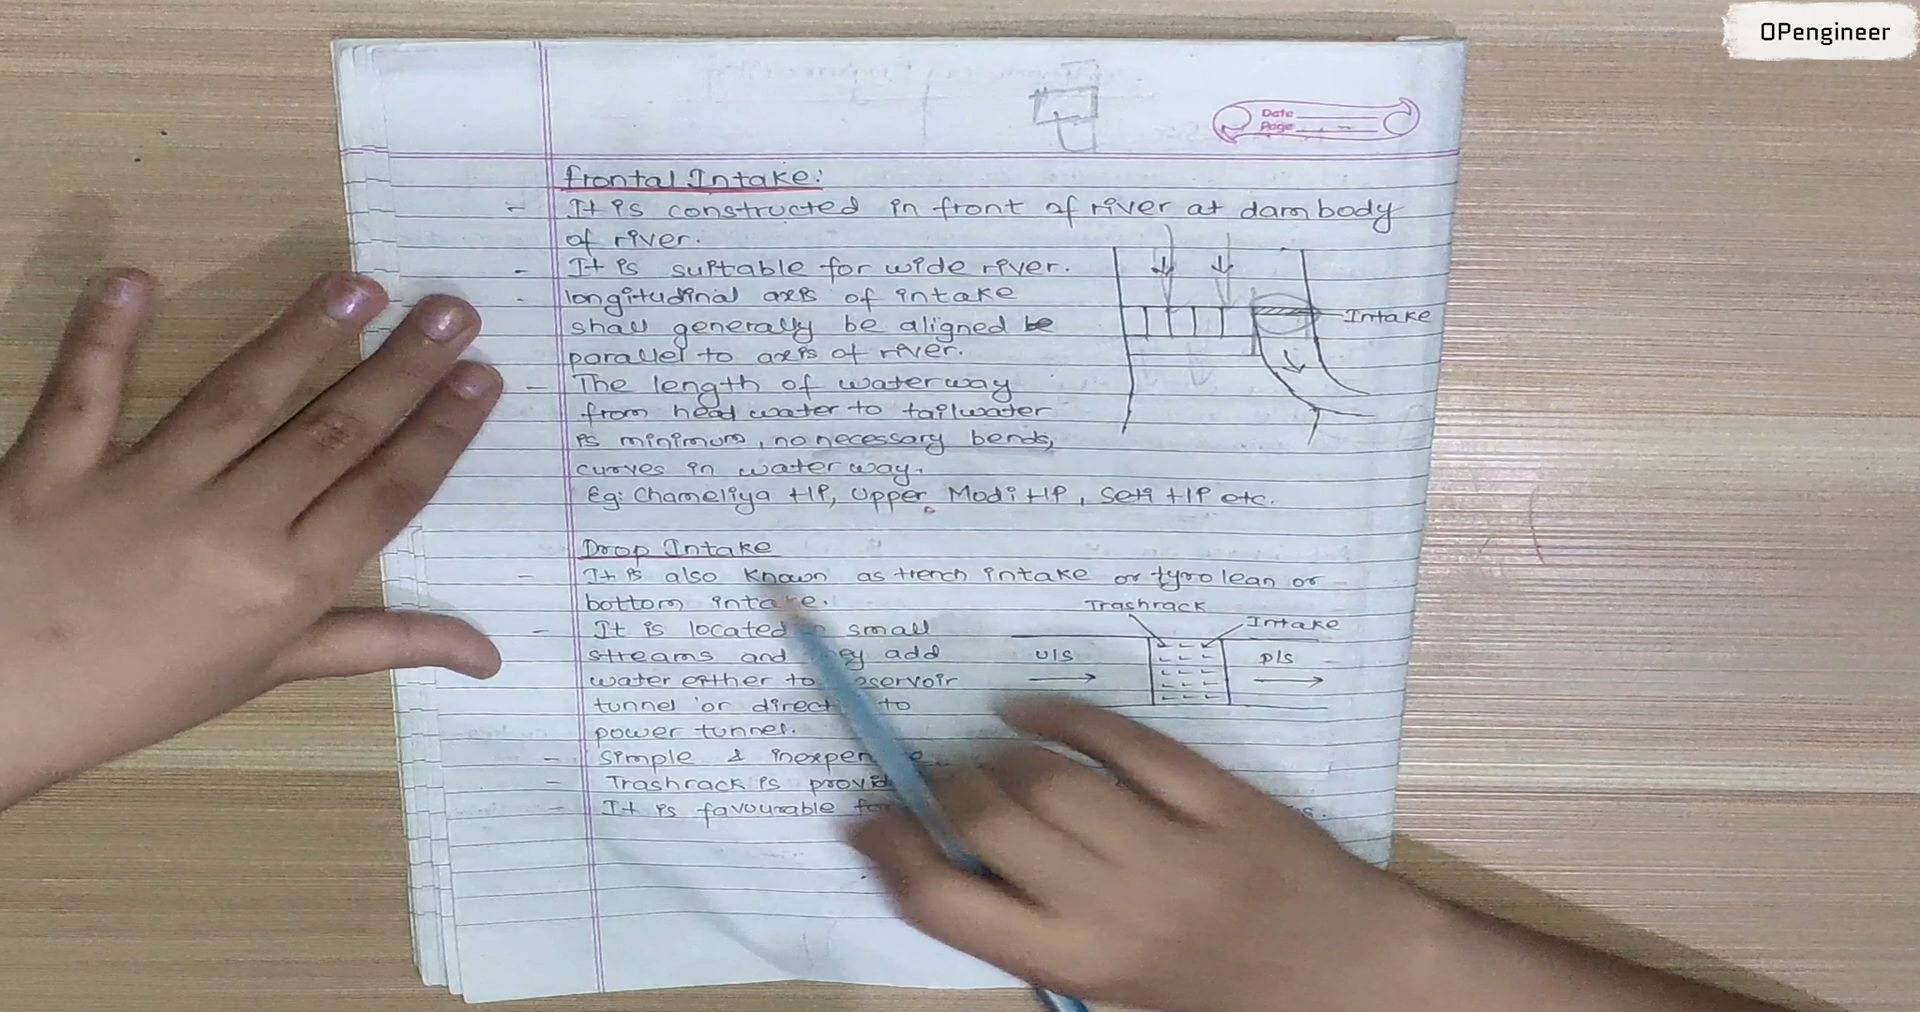 OPengineer
Date
Page
Frontal Intake:
- It is constructed in front of river at dam body
of river.
- It is suitable for wide river.
- longitudinal axis of intake
shall generally be aligned be
parallel to axis of river.
Intake
- The length of waterway
from head water to tailwater
is minimum, no necessary bends,
curves in water way.
Eg: Chameliya HP, Upper Modi HP, Seti HP etc.
Drop Intake
- It is also known as trench intake or tyrolean or
bottom intake.
Trashrack
Intake
U/S
D/S
- It is located small
streams and add
water either to
tunnel or to
power tunnel.
- Simple &
- Trashrack is
- It is favourable